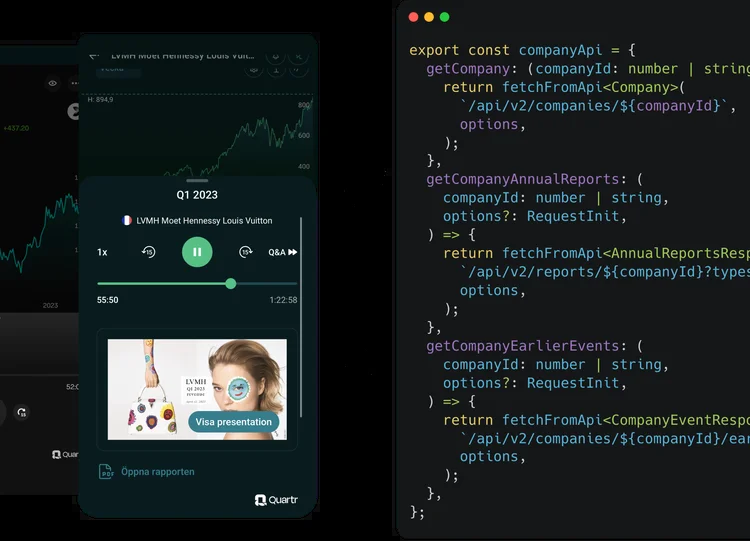 +437.20
2023
52:0
15
Quar
LVMH Moet Hennessy Louis Vuit...
H: 894,9
800
600
400
Q1 2023
LVMH Moet Hennessy Louis Vuitton
1x
15
15
Q&A
55:50
1:22:58
LVMH
Q1 2023
REVENUE
Visa presentation
PDF
Öppna rapporten
Quartr
export const companyApi = {
getCompany: (companyId: number | string
return fetchFromApi<Company>(
`/api/v2/companies/${companyId}`,
options,
);
},
getCompanyAnnualReports: (
companyId: number | string,
options?: RequestInit,
) => {
return fetchFromApi<AnnualReportsResp
`/api/v2/reports/${companyId}?types
options,
);
},
getCompanyEarlierEvents: (
companyId: number | string,
options?: RequestInit,
) => {
return fetchFromApi<CompanyEventRespo
`/api/v2/companies/${companyId}/ear
options,
);
},
};